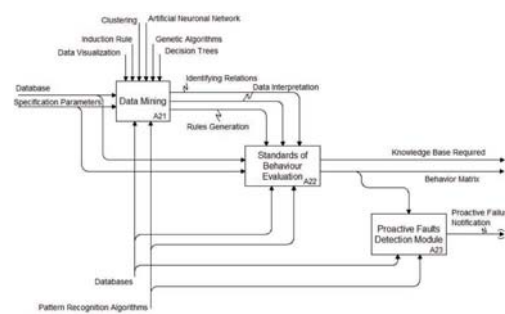 Clustering
Artificial Neuronal Network
Induction Rule
Genetic Algorithms
Data Visualization
Decision Trees
Identifying Relations
Database
Data Interpretation
Data Mining
Specification Parameters
A21
Rules Generation
Standards of
Behaviour
Evaluation
Knowledge Base Required
A22
Behavior Matrix
Proactive Failure
Notification
Proactive Faults
Detection Module
A23
Databases
Pattern Recognition Algorithms